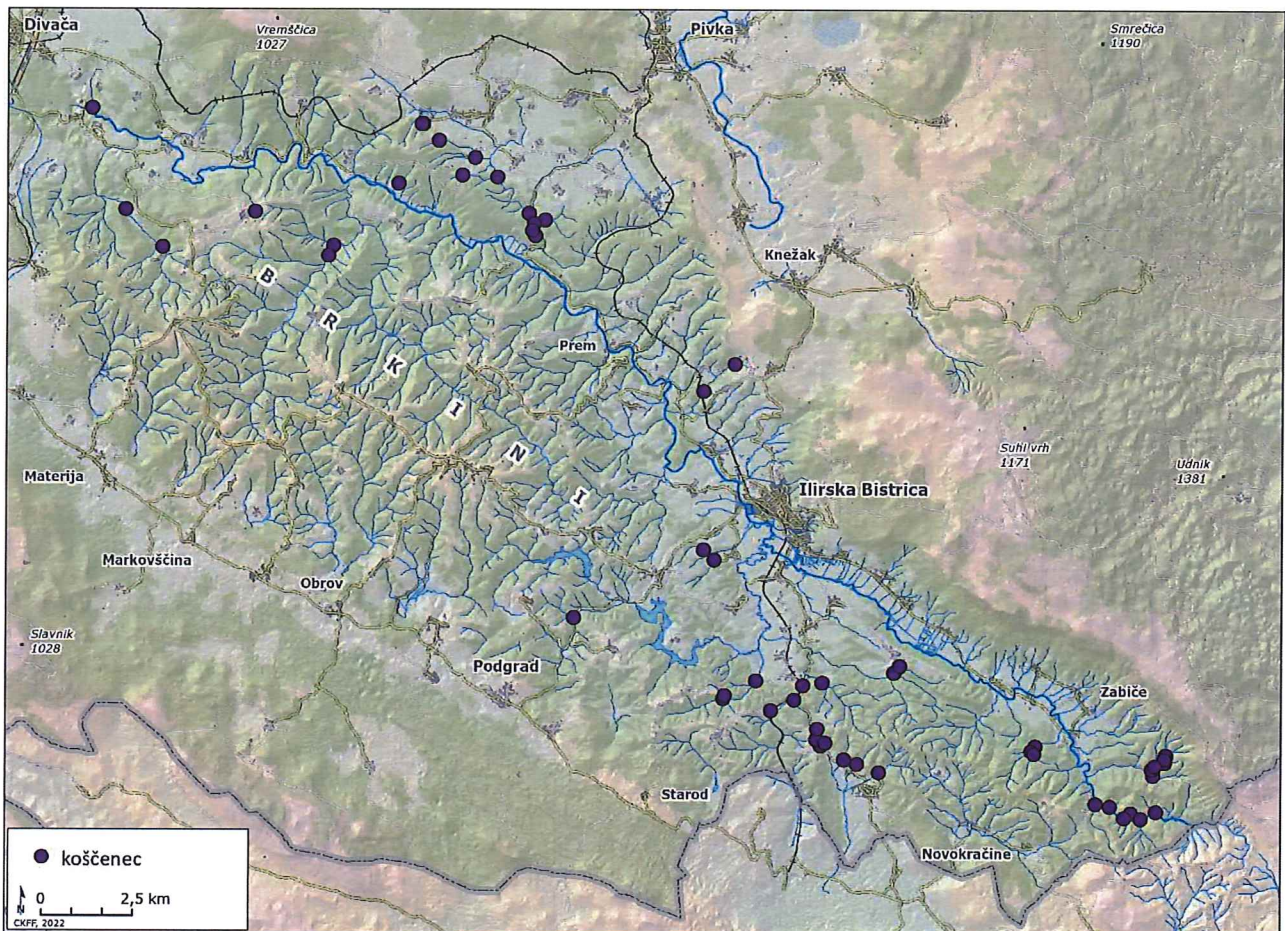 Divača
Vremščica
1027
Pivka
Smrečica
1190
Knežak
B
R
K
I
N
I
Prem
Materija
Suhi vrh
1171
Udnik
1381
Ilirska Bistrica
Markovščina
Obrov
Slavnik
1028
Podgrad
Zabiče
Starod
Novokračine
koščenec
N
0 2,5 km
CKFF, 2022